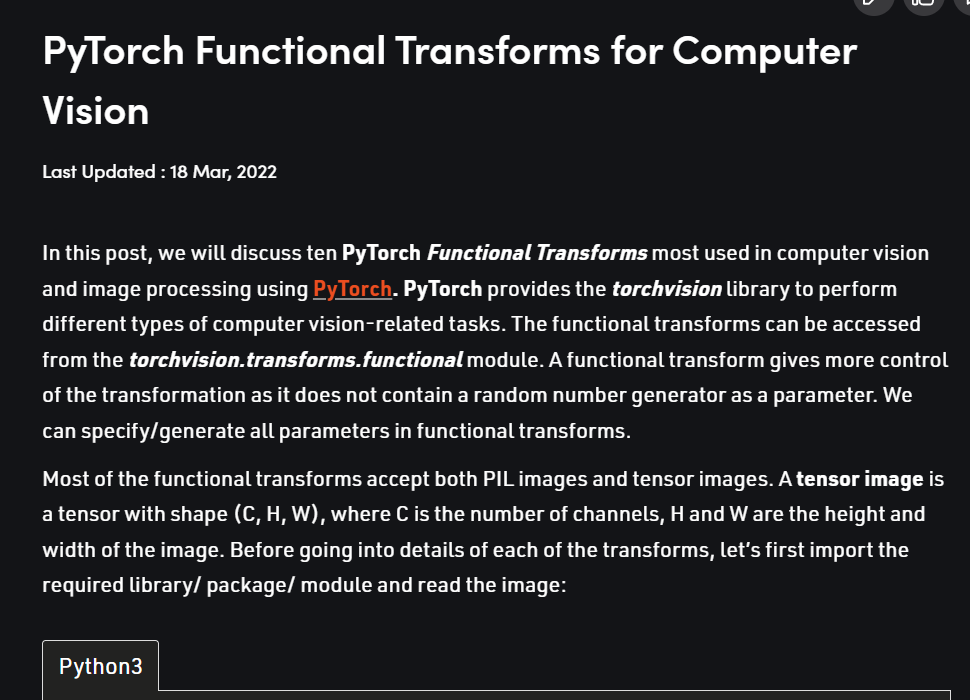 PyTorch Functional Transforms for Computer
Vision
Last Updated : 18 Mar, 2022
In this post, we will discuss ten PyTorch Functional Transforms most used in computer vision
and image processing using PyTorch. PyTorch provides the torchvision library to perform
different types of computer vision-related tasks. The functional transforms can be accessed
from the torchvision.transforms.functional module. A functional transform gives more control
of the transformation as it does not contain a random number generator as a parameter. We
can specify/generate all parameters in functional transforms.
Most of the functional transforms accept both PIL images and tensor images. A tensor image is
a tensor with shape (C, H, W), where C is the number of channels, H and W are the height and
width of the image. Before going into details of each of the transforms, let’s first import the
required library/ package/ module and read the image:
Python3